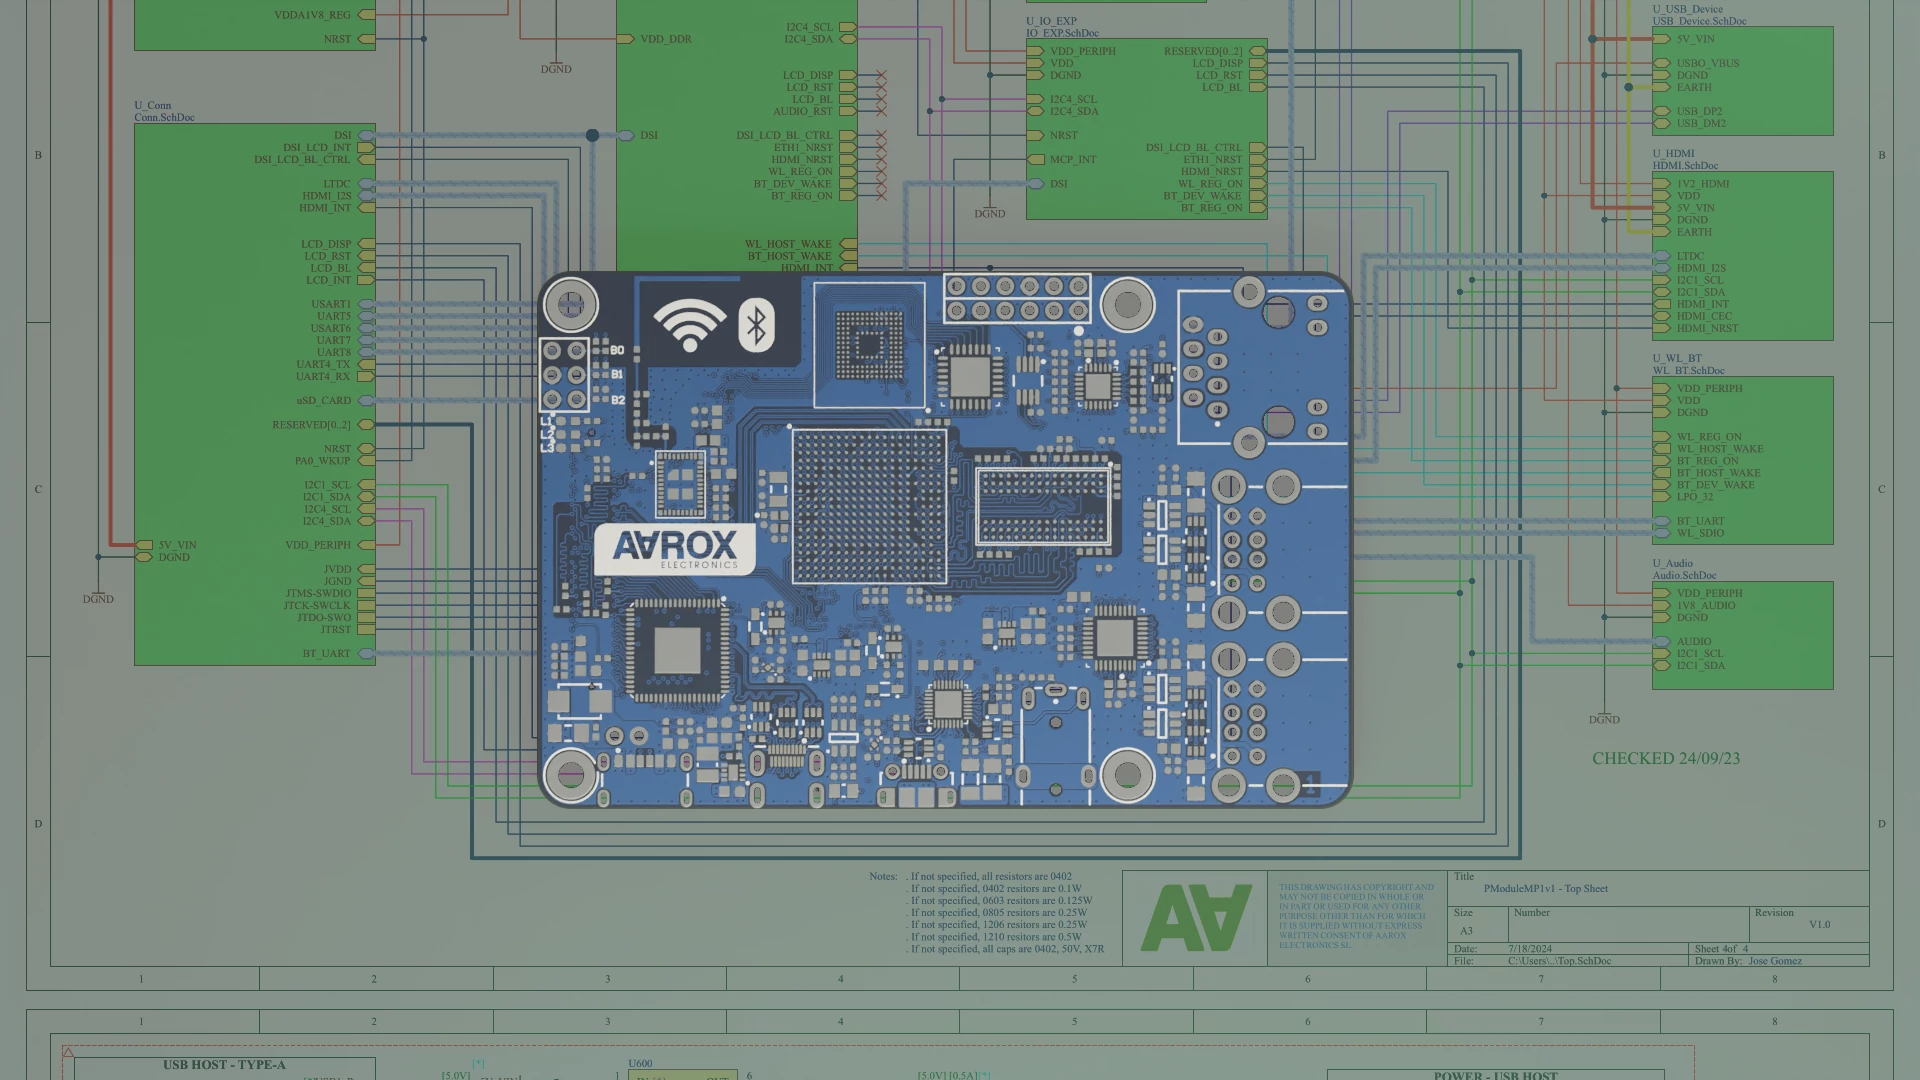 VDDA1V8_REG
NRST
VDD_DDR
DGND
I2C4_SCL
I2C4_SDA
LCD_DISP
LCD_RST
LCD_BL
AUDIO_RST
DSI_LCD_BL_CTRL
ETH1_NRST
HDMI_NRST
WL_REG_ON
BT_DEV_WAKE
BT_REG_ON
WL_HOST_WAKE
BT_HOST_WAKE
HDMI_INT
DSI
U_IO_EXP
IO_EXP.SchDoc
VDD_PERIPH
VDD
DGND
I2C4_SCL
I2C4_SDA
NRST
MCP_INT
DSI
RESERVED[0..2]
LCD_DISP
LCD_RST
LCD_BL
DSI_LCD_BL_CTRL
ETH1_NRST
HDMI_NRST
WL_REG_ON
BT_DEV_WAKE
BT_REG_ON
DGND
U_USB_Device
USB_Device.SchDoc
5V_VIN
USBO_VBUS
DGND
EARTH
USB_DP2
USB_DM2
U_HDMI
HDMI.SchDoc
1V2_HDMI
VDD
5V_VIN
DGND
EARTH
LTDC
HDMI_I2S
I2C1_SCL
I2C1_SDA
HDMI_INT
HDMI_CEC
HDMI_NRST
U_WL_BT
WL_BT.SchDoc
VDD_PERIPH
VDD
DGND
WL_REG_ON
WL_HOST_WAKE
BT_REG_ON
BT_HOST_WAKE
BT_DEV_WAKE
LPO_32
BT_UART
WL_SDIO
U_Audio
Audio.SchDoc
VDD_PERIPH
1V8_AUDIO
DGND
AUDIO
I2C1_SCL
I2C1_SDA
DGND
CHECKED 24/09/23
U_Conn
Conn.SchDoc
DSI
DSI_LCD_INT
DSI_LCD_BL_CTRL
LTDC
HDMI_I2S
HDMI_INT
LCD_DISP
LCD_RST
LCD_BL
LCD_INT
USART1
UART5
USART6
UART7
UART8
UART4_TX
UART4_RX
uSD_CARD
RESERVED[0..2]
NRST
PA0_WKUP
I2C1_SCL
I2C1_SDA
I2C4_SCL
I2C4_SDA
VDD_PERIPH
JVDD
JGND
JTMS-SWDIO
JTCK-SWCLK
JTDO-SWO
JTRST
BT_UART
5V_VIN
DGND
DGND
B
C
D
B
C
D
B0
B1
B2
L1
L2
L3
AAROX
ELECTRONICS
1
Notes: . If not specified, all resistors are 0402
. If not specified, 0402 resitors are 0.1W
. If not specified, 0603 resitors are 0.125W
. If not specified, 0805 resitors are 0.25W
. If not specified, 1206 resitors are 0.25W
. If not specified, 1210 resitors are 0.5W
. If not specified, all caps are 0402, 50V, X7R
THIS DRAWING HAS COPYRIGHT AND
MAY NOT BE COPIED IN WHOLE OR
IN PART OR USED FOR ANY OTHER
PURPOSE OTHER THAN FOR WHICH
IT IS SUPPLIED WITHOUT EXPRESS
WRITTEN CONSENT OF AAROX
ELECTRONICS SL.
Title
PModuleMP1v1 - Top Sheet
Size
A3
Number
Revision
V1.0
Date: 7/18/2024
Sheet 4of 4
File: C:\Users\..\Top.SchDoc
Drawn By: Jose Gomez
1 2 3 4 5 6 7 8
1 2 3 4 5 6 7 8
USB HOST - TYPE-A
[*]
[5.0V]
U600
1
6
[5.0V] [0.5A][*]
POWER - USB HOST